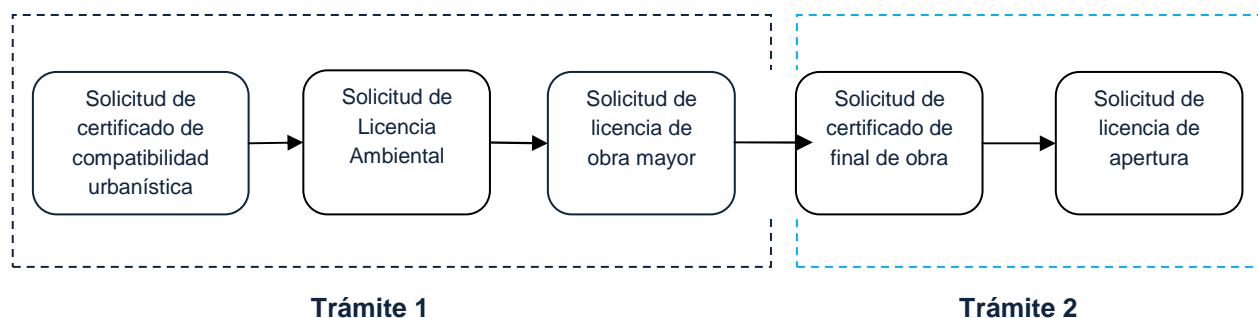 Solicitud de
certificado de
compatibilidad
urbanística
Solicitud de
Licencia
Ambiental
Solicitud de
licencia de
obra mayor
Solicitud de
certificado de
final de obra
Solicitud de
licencia de
apertura
Trámite 1
Trámite 2